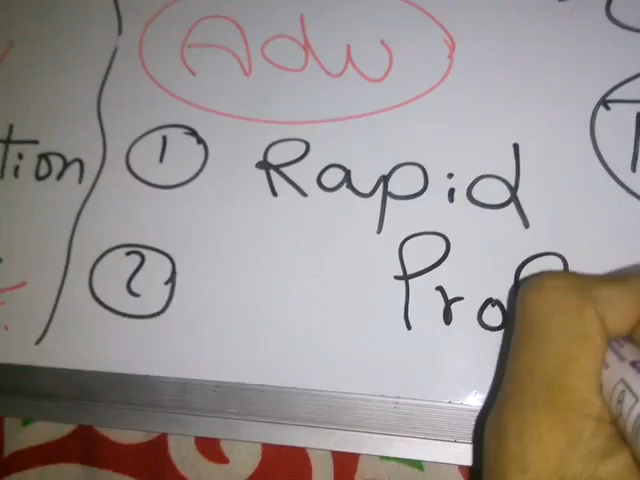 Adv
tion
① Rapid
② Pro